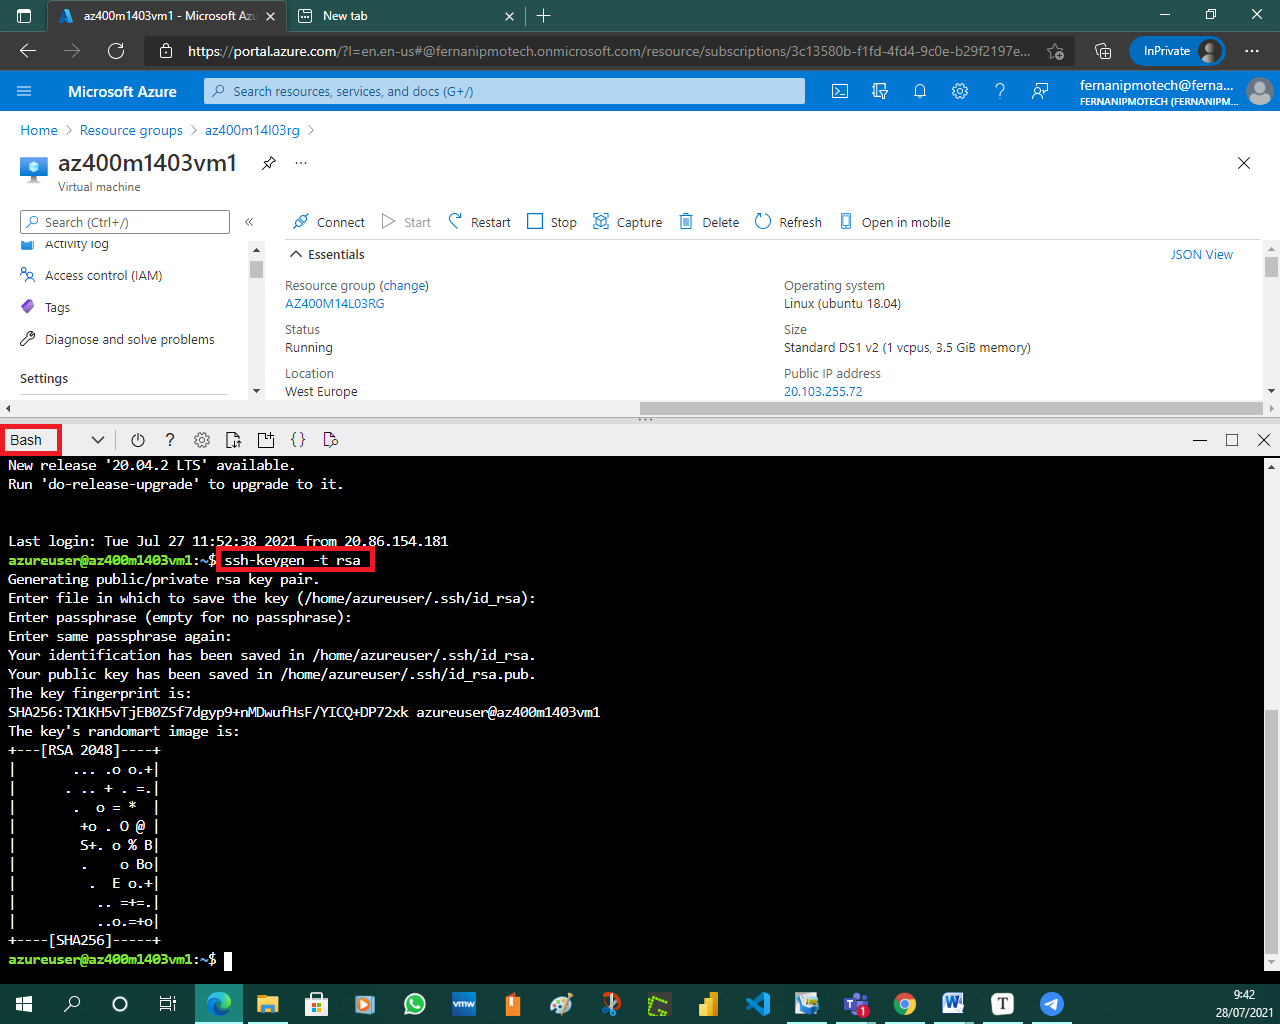 az400m1403vm1 - Microsoft Az
New tab
https://portal.azure.com/?l=en.en-us#@fernanipmotech.onmicrosoft.com/resource/subscriptions/3c13580b-f1fd-4fd4-9c0e-b29f2197e...
InPrivate
Microsoft Azure
Search resources, services, and docs (G+/)
fernanipmotech@ferna...
FERNANIPMOTECH (FERNANIPM...
Home > Resource groups > az400m14l03rg >
az400m1403vm1
Virtual machine
Search (Ctrl+/)
Connect Start Restart Stop Capture Delete Refresh Open in mobile
Activity log
Access control (IAM)
Tags
Diagnose and solve problems
Settings
Essentials
JSON View
Resource group (change)
AZ400M14L03RG
Status
Running
Location
West Europe
Operating system
Linux (ubuntu 18.04)
Size
Standard DS1 v2 (1 vcpus, 3.5 GiB memory)
Public IP address
20.103.255.72
Bash
New release '20.04.2 LTS' available.
Run 'do-release-upgrade' to upgrade to it.
Last login: Tue Jul 27 11:52:38 2021 from 20.86.154.181
azureuser@az400m1403vm1:~$ ssh-keygen -t rsa
Generating public/private rsa key pair.
Enter file in which to save the key (/home/azureuser/.ssh/id_rsa):
Enter passphrase (empty for no passphrase):
Enter same passphrase again:
Your identification has been saved in /home/azureuser/.ssh/id_rsa.
Your public key has been saved in /home/azureuser/.ssh/id_rsa.pub.
The key fingerprint is:
SHA256:TX1KH5vTjEB0ZSf7dgyp9+nMDwufHsF/YICQ+DP72xk azureuser@az400m1403vm1
The key's randomart image is:
+---[RSA 2048]----+
|       ... .o o.+|
|      . .. + . =.|
|       .  o = *  |
|        +o . O @ |
|        S+. o % B|
|        .    o Bo|
|         .  E o.+|
|          .. =+=.|
|          ..o.=+o|
+----[SHA256]-----+
azureuser@az400m1403vm1:~$
vmw
T
1
W
T
9:42
28/07/2021